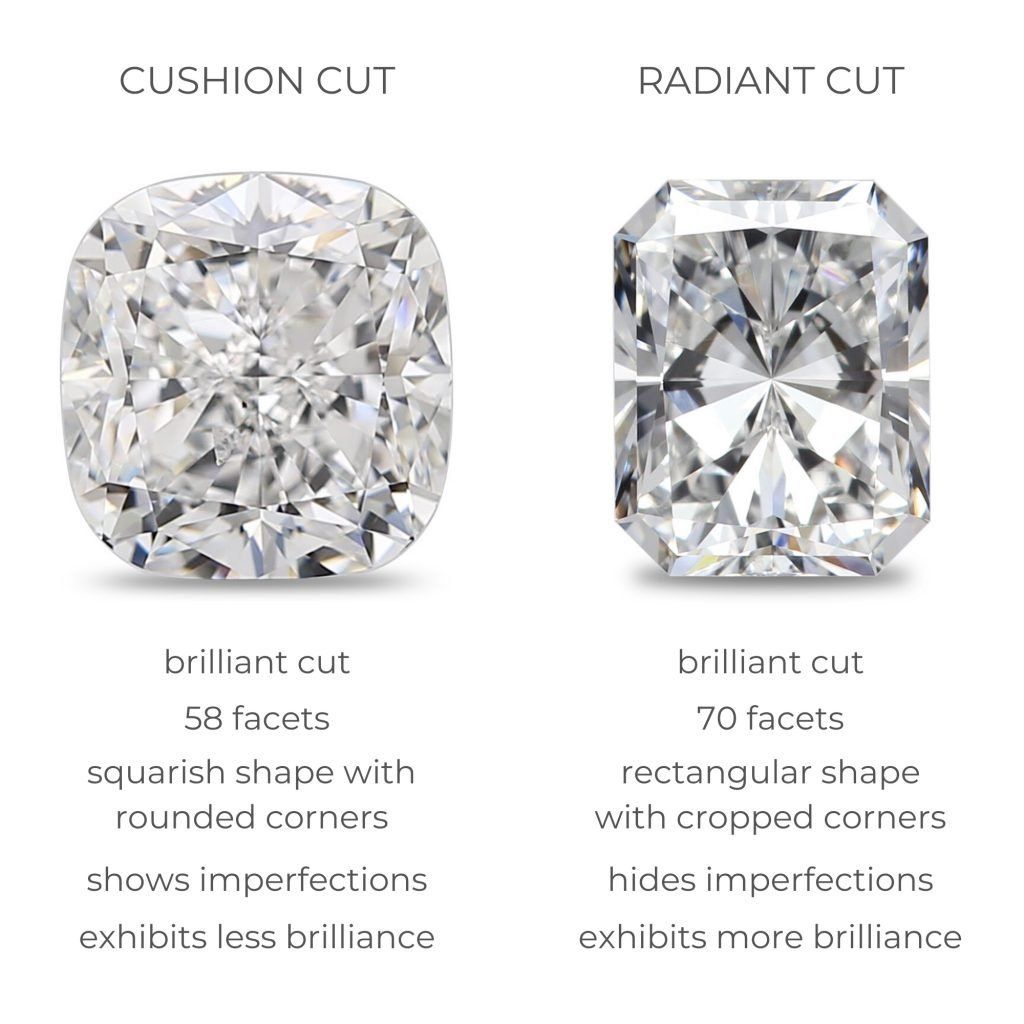 CUSHION CUT
RADIANT CUT
brilliant cut
58 facets
squarish shape with
rounded corners
shows imperfections
exhibits less brilliance
brilliant cut
70 facets
rectangular shape
with cropped corners
hides imperfections
exhibits more brilliance